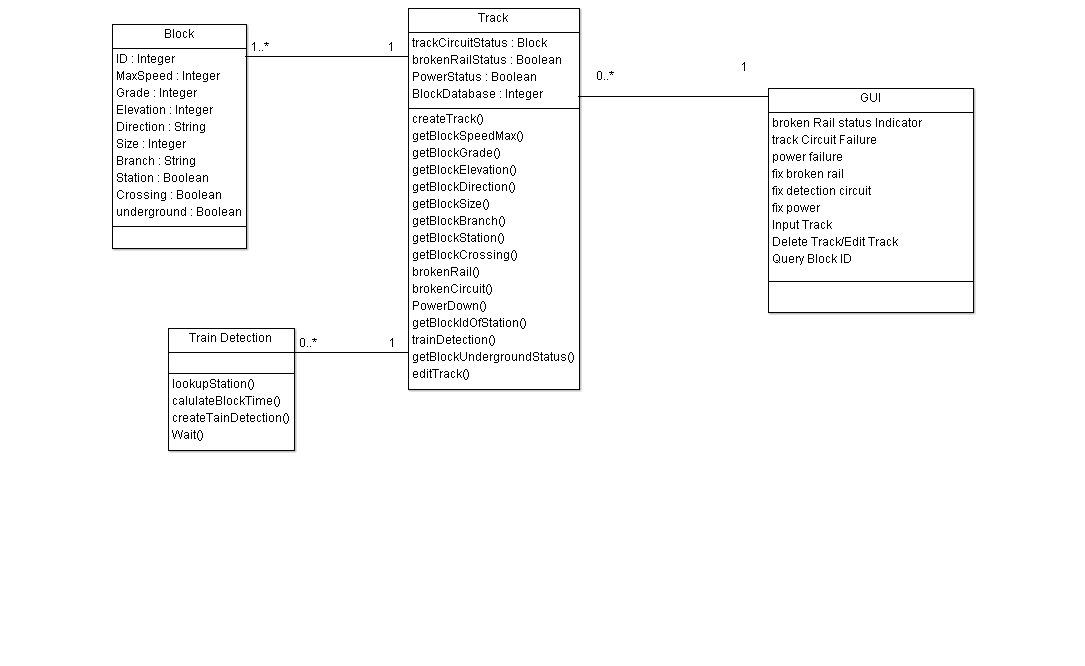 Block
ID : Integer
MaxSpeed : Integer
Grade : Integer
Elevation : Integer
Direction : String
Size : Integer
Branch : String
Station : Boolean
Crossing : Boolean
underground : Boolean
1..*
1
Track
trackCircuitStatus : Block
brokenRailStatus : Boolean
PowerStatus : Boolean
BlockDatabase : Integer
createTrack()
getBlockSpeedMax()
getBlockGrade()
getBlockElevation()
getBlockDirection()
getBlockSize()
getBlockBranch()
getBlockStation()
getBlockCrossing()
brokenRail()
brokenCircuit()
PowerDown()
getBlockIdOfStation()
trainDetection()
getBlockUndergroundStatus()
editTrack()
0..*
1
GUI
broken Rail status Indicator
track Circuit Failure
power failure
fix broken rail
fix detection circuit
fix power
Input Track
Delete Track/Edit Track
Query Block ID
Train Detection
lookupStation()
calulateBlockTime()
createTainDetection()
Wait()
0..*
1